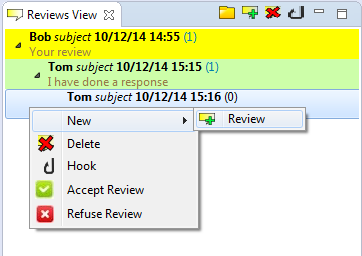 Reviews View
Bob subject 10/12/14 14:55 (1)
Your review
Tom subject 10/12/14 15:15 (1)
I have done a response
Tom subject 10/12/14 15:16 (0)
New
Review
Delete
Hook
Accept Review
Refuse Review